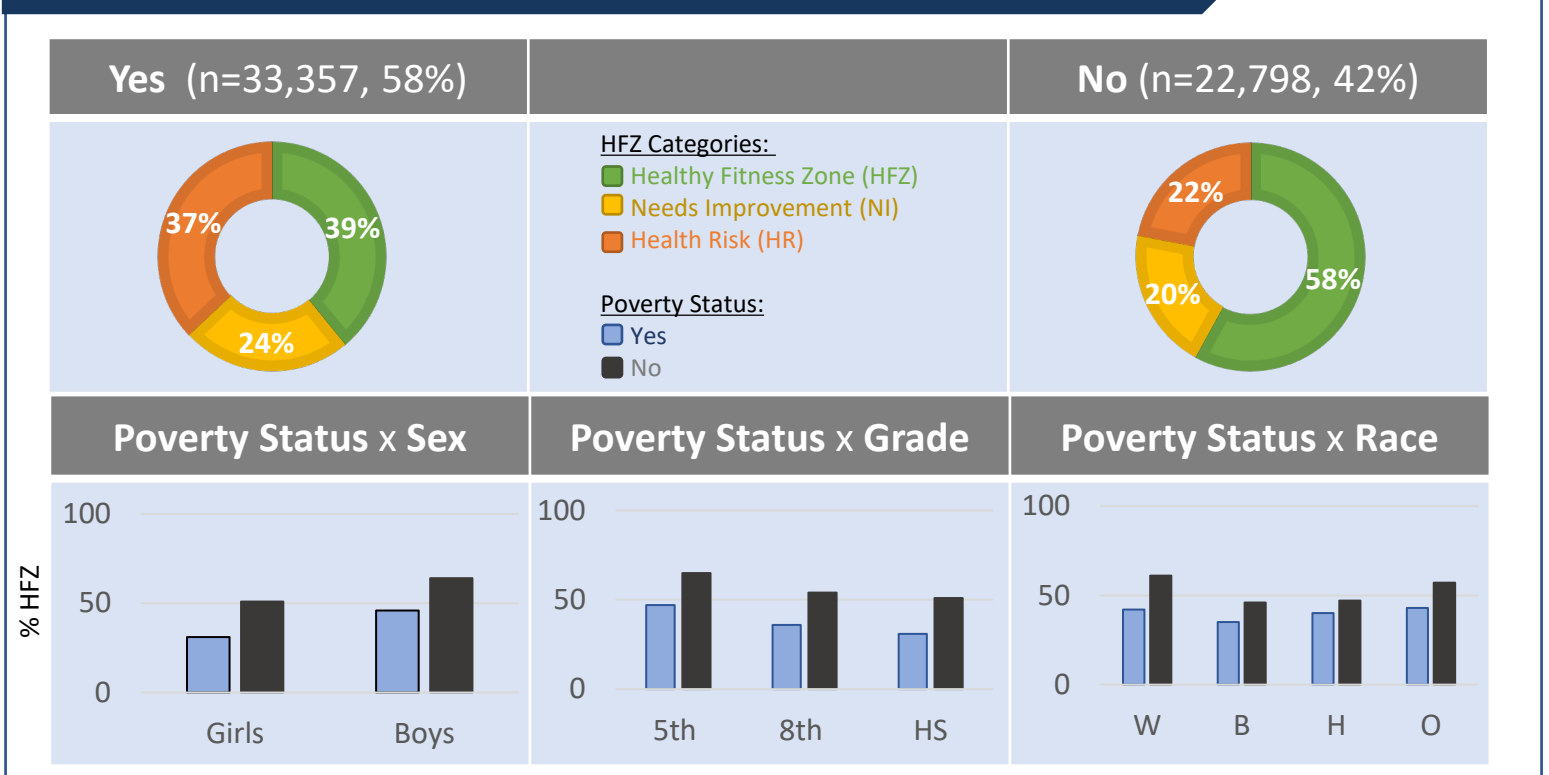 Yes (n=33,357, 58%)
No (n=22,798, 42%)
37%
39%
24%
HFZ Categories:
Healthy Fitness Zone (HFZ)
Needs Improvement (NI)
Health Risk (HR)
Poverty Status:
Yes
No
22%
58%
20%
Poverty Status x Sex
Poverty Status x Grade
Poverty Status x Race
% HFZ
100
50
0
Girls
Boys
100
50
0
5th
8th
HS
100
50
0
W
B
H
O